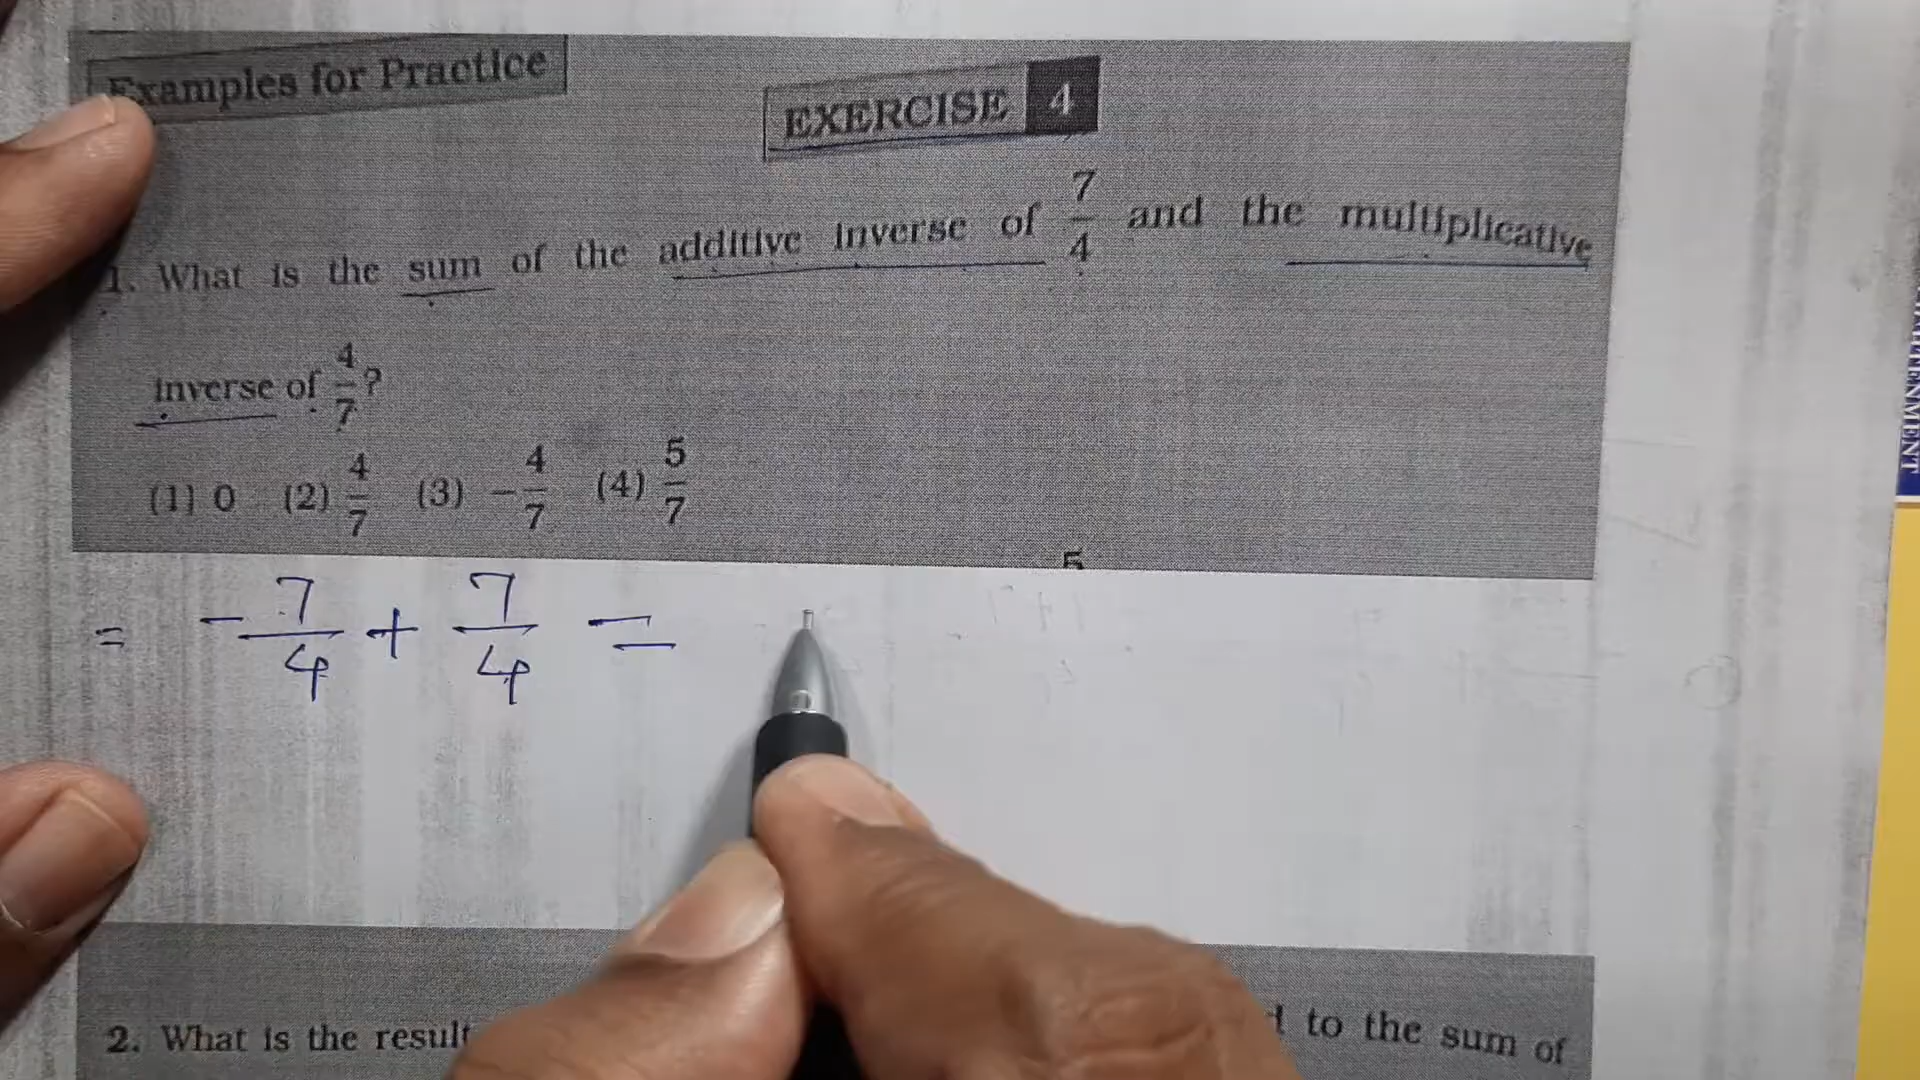 Examples for Practice
EXERCISE 4
1. What is the sum of the additive inverse of 7/4 and the multiplicative
inverse of 4/7?
(1) 0 (2) 4/7 (3) -4/7 (4) 5/7
5
= -7/4 + 7/4 =
2. What is the result to the sum of